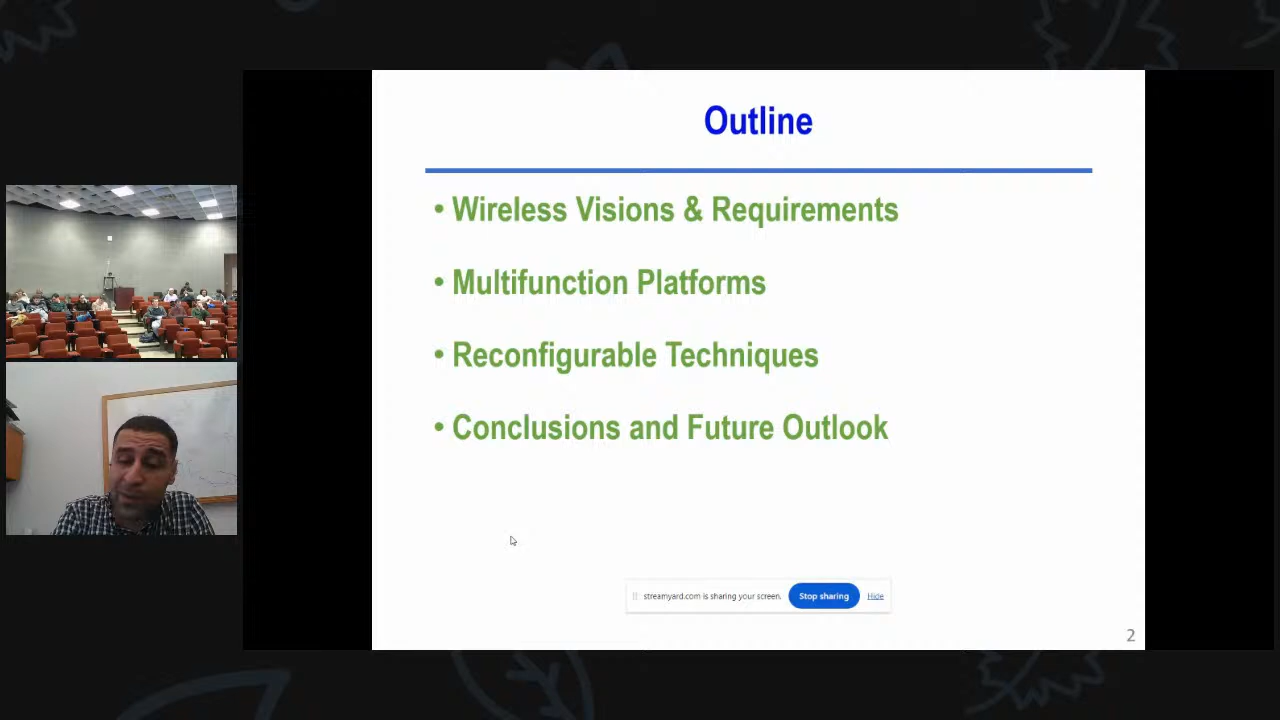 Outline
• Wireless Visions & Requirements
• Multifunction Platforms
• Reconfigurable Techniques
• Conclusions and Future Outlook
streamyard.com is sharing your screen. Stop sharing Hide
2